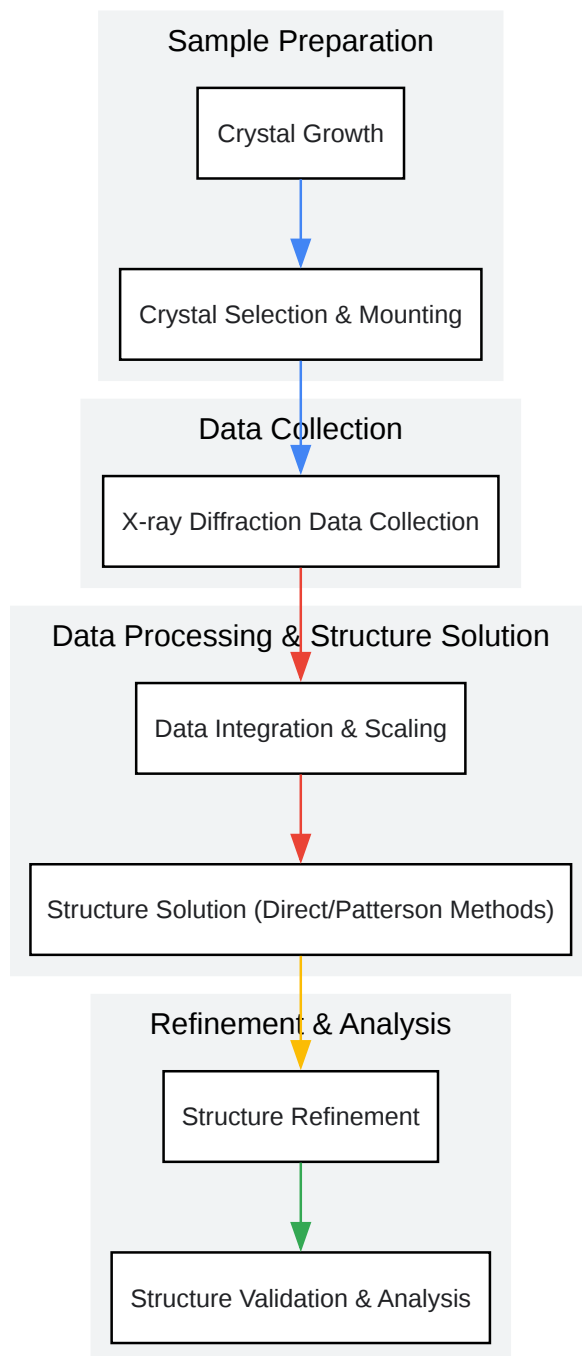 Sample Preparation
Crystal Growth
Crystal Selection & Mounting
Data Collection
X-ray Diffraction Data Collection
Data Processing & Structure Solution
Data Integration & Scaling
Structure Solution (Direct/Patterson Methods)
Refinement & Analysis
Structure Refinement
Structure Validation & Analysis